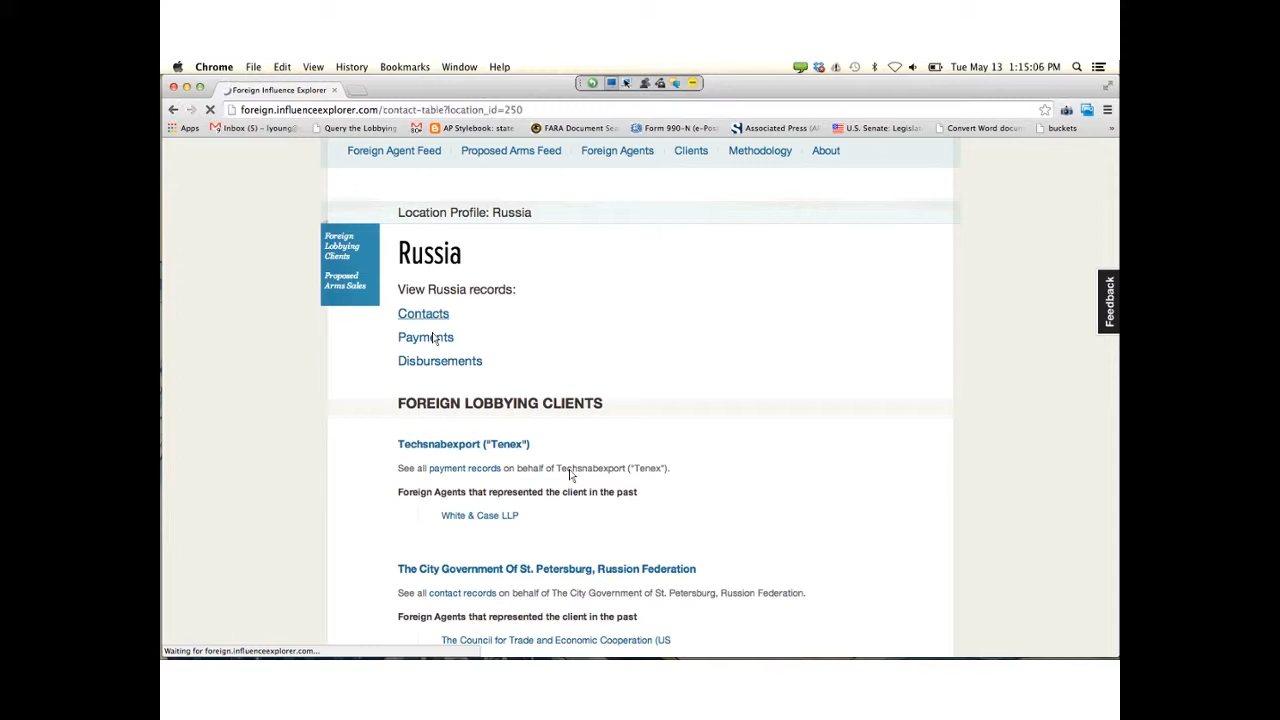 Chrome File Edit View History Bookmarks Window Help Tue May 13 1:15:06 PM
Foreign Influence Explorer
foreign.influenceexplorer.com/contact-table?location_id=250
Apps Inbox (5) – lyoung@ Query the Lobbying AP Stylebook: state FARA Document Sea Form 990-N (e-Pos Associated Press (A U.S. Senate: Legisla Convert Word docu buckets »
Foreign Agent Feed Proposed Arms Feed Foreign Agents Clients Methodology About
Location Profile: Russia
Foreign
Lobbying
Clients
Proposed
Arms Sales
Russia
View Russia records:
Contacts
Payments
Disbursements
Feedback
FOREIGN LOBBYING CLIENTS
Techsnabexport ("Tenex")
See all payment records on behalf of Techsnabexport ("Tenex").
Foreign Agents that represented the client in the past
White & Case LLP
The City Government Of St. Petersburg, Russion Federation
See all contact records on behalf of The City Government of St. Petersburg, Russion Federation.
Foreign Agents that represented the client in the past
The Council for Trade and Economic Cooperation (US
Waiting for foreign.influenceexplorer.com...